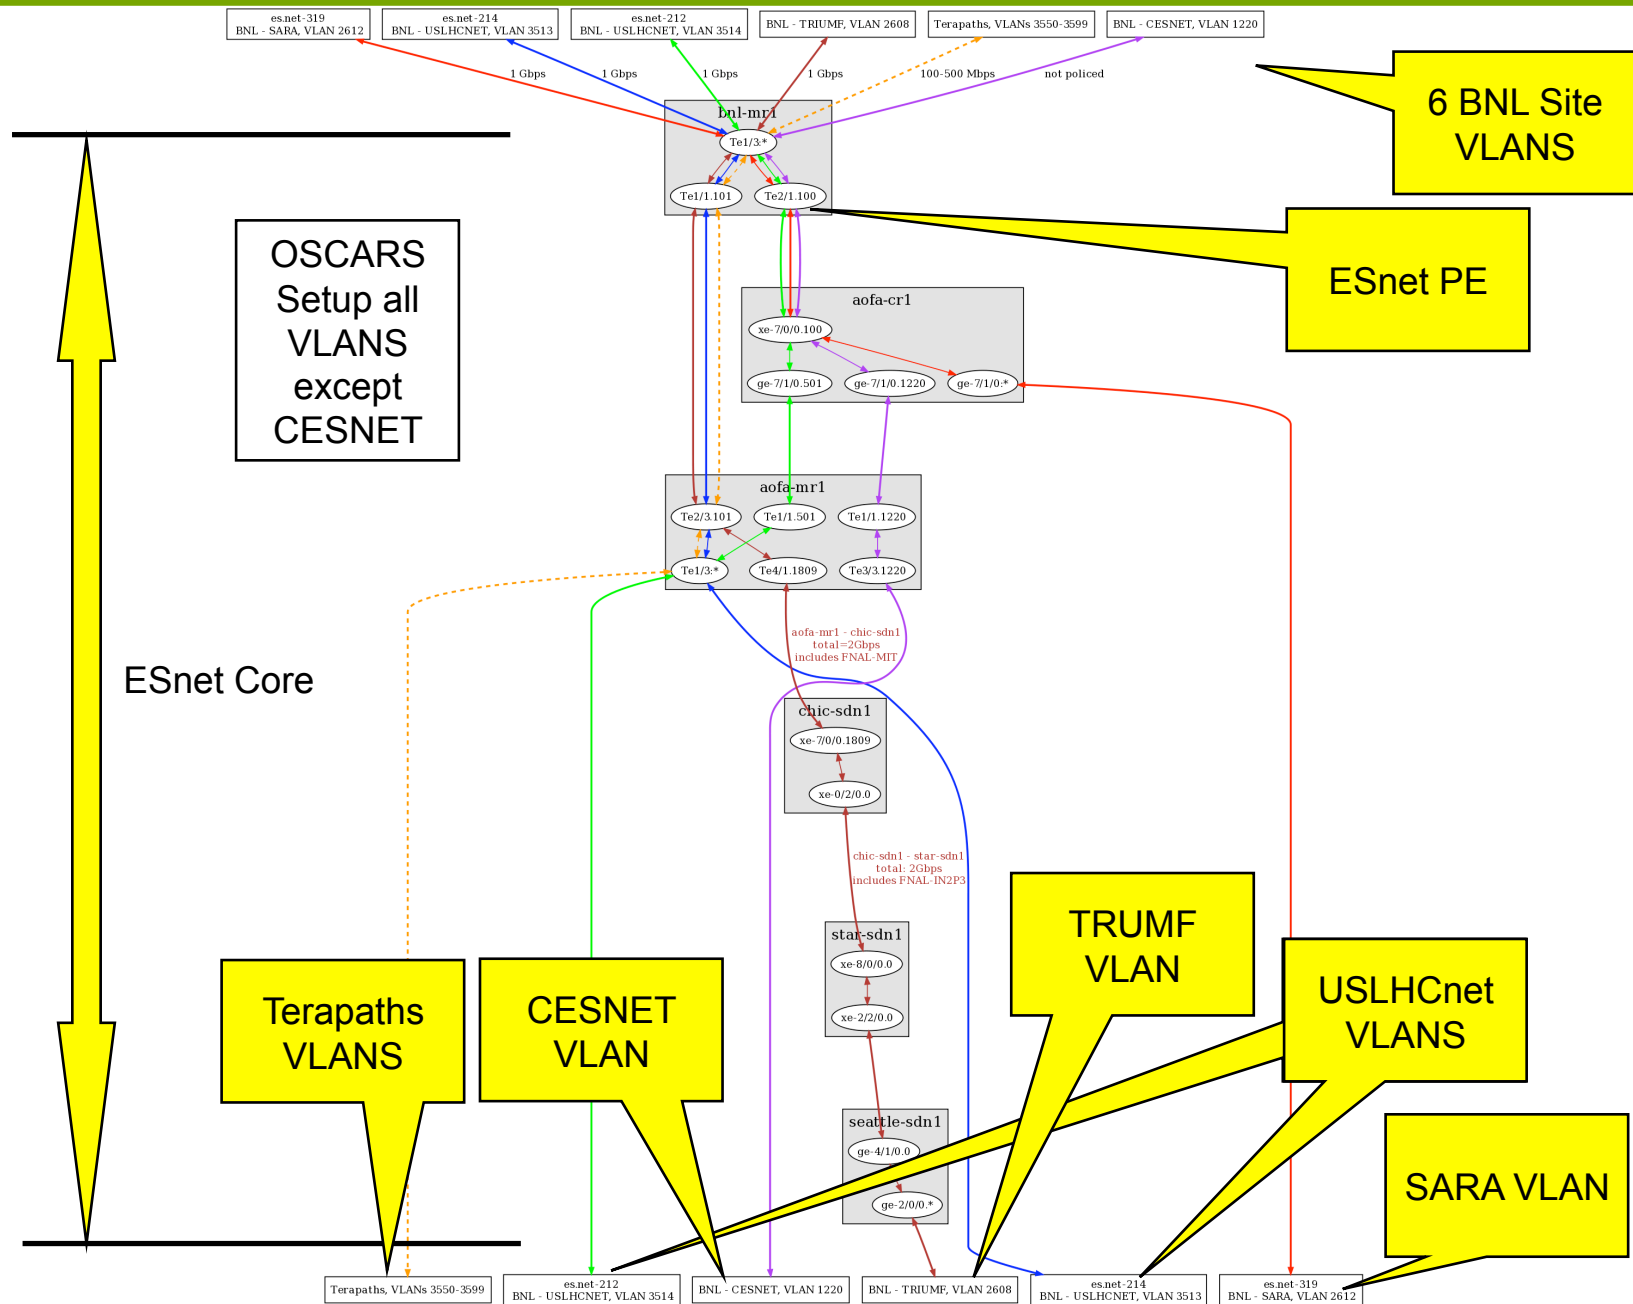 es.net-319
BNL - SARA, VLAN 2612
es.net-214
BNL - USLHCNET, VLAN 3513
es.net-212
BNL - USLHCNET, VLAN 3514
BNL - TRIUMF, VLAN 2608
Terapaths, VLANs 3550-3599
BNL - CESNET, VLAN 1220
1 Gbps
1 Gbps
1 Gbps
1 Gbps
100-500 Mbps
not policed
6 BNL Site
VLANS
bnl-mr1
Te1/3:*
Te1/1.101
Te2/1.100
ESnet PE
OSCARS
Setup all
VLANS
except
CESNET
aofa-cr1
xe-7/0/0.100
ge-7/1/0.501
ge-7/1/0.1220
ge-7/1/0:*
aofa-mr1
Te2/3.101
Te1/1.501
Te1/1.1220
Te1/3:*
Te4/1.1809
Te3/3.1220
ESnet Core
aofa-mr1 - chic-sdn1
total=2Gbps
includes FNAL-MIT
chic-sdn1
xe-7/0/0.1809
xe-0/2/0.0
chic-sdn1 - star-sdn1
total: 2Gbps
includes FNAL-IN2P3
star-sdn1
xe-8/0/0.0
xe-2/2/0.0
TRUMF
VLAN
USLHCnet
VLANS
Terapaths
VLANS
CESNET
VLAN
seattle-sdn1
ge-4/1/0.0
ge-2/0/0.*
SARA VLAN
Terapaths, VLANs 3550-3599
es.net-212
BNL - USLHCNET, VLAN 3514
BNL - CESNET, VLAN 1220
BNL - TRIUMF, VLAN 2608
es.net-214
BNL - USLHCNET, VLAN 3513
es.net-319
BNL - SARA, VLAN 2612